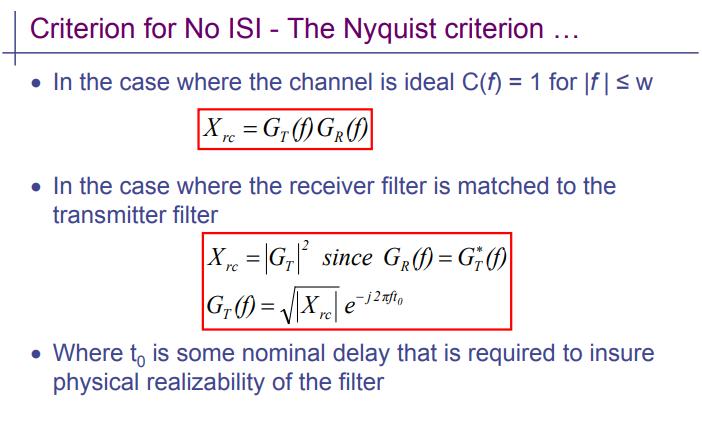 Criterion for No ISI - The Nyquist criterion …
• In the case where the channel is ideal C(f) = 1 for |f | ≤ w
X_rc = G_T(f) G_R(f)
• In the case where the receiver filter is matched to the
transmitter filter
X_rc = |G_T|^2 since G_R(f) = G_T^*(f)
G_T(f) = √|X_rc| e^{-j2πft_0}
• Where t_0 is some nominal delay that is required to insure
physical realizability of the filter